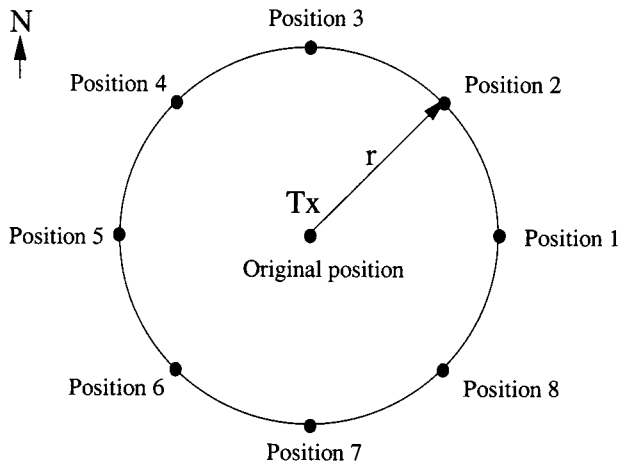 N
Position 3
Position 4
Position 2
r
Tx
Position 5
Position 1
Original position
Position 6
Position 8
Position 7